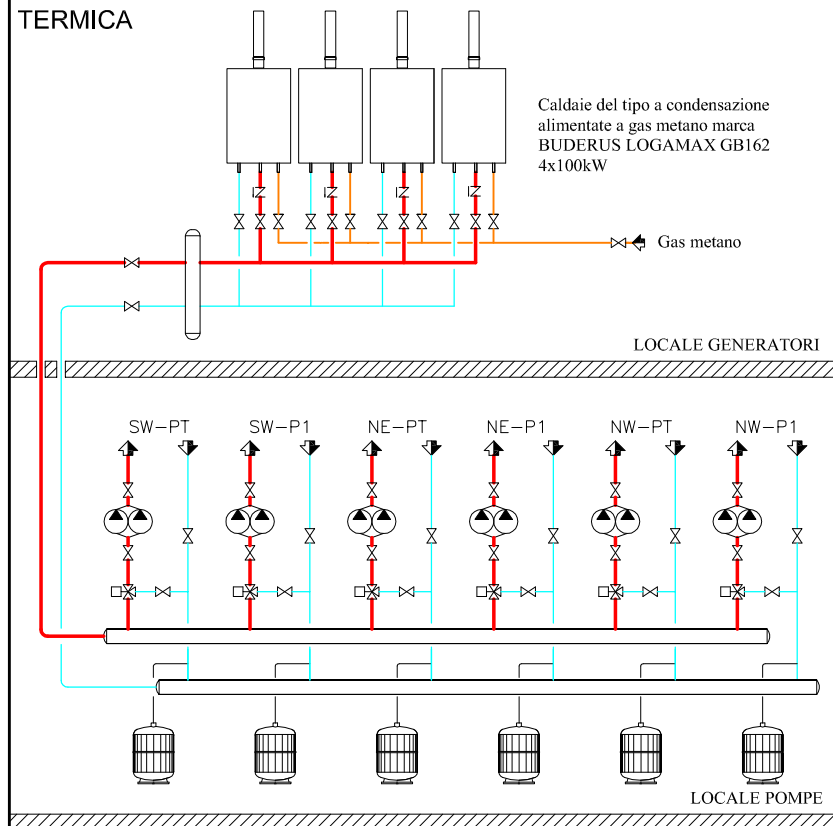 TERMICA
Caldaie del tipo a condensazione
alimentate a gas metano marca
BUDERUS LOGAMAX GB162
4x100kW
Gas metano
LOCALE GENERATORI
SW-PT
SW-P1
NE-PT
NE-P1
NW-PT
NW-P1
LOCALE POMPE